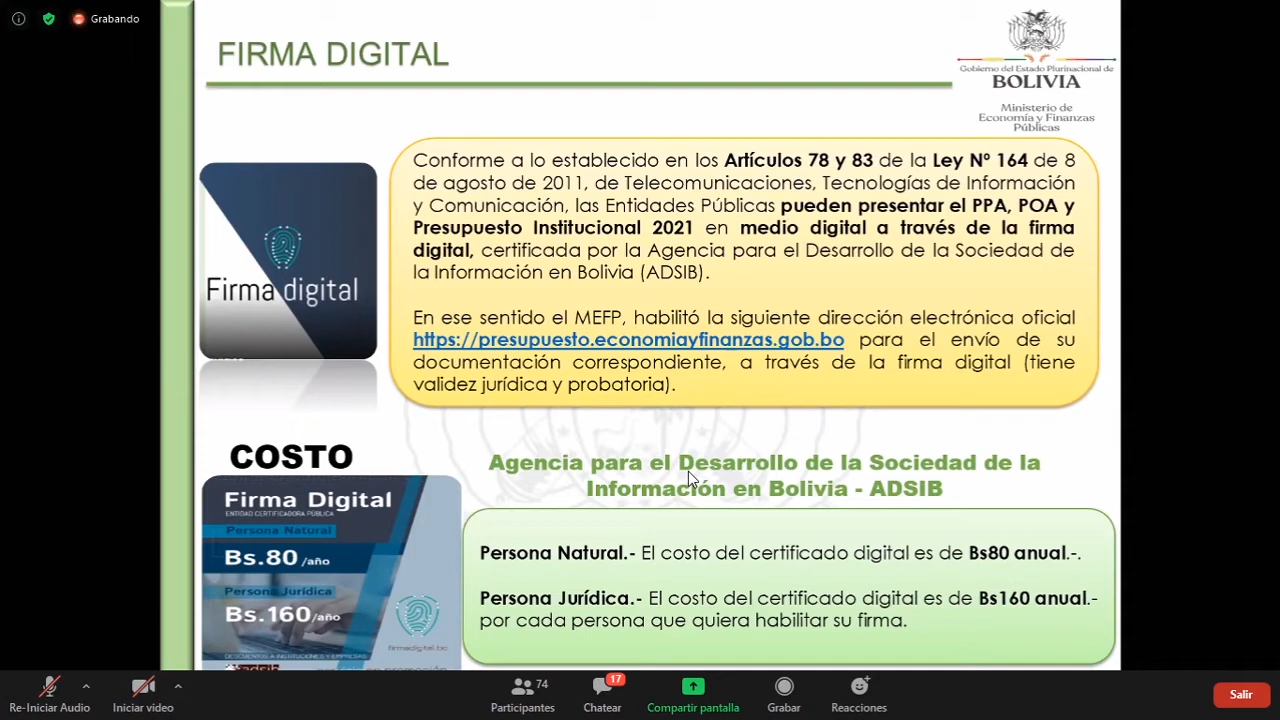 Grabando
FIRMA DIGITAL
Gobierno del Estado Plurinacional de
BOLIVIA
Ministerio de
Economía y Finanzas
Públicas
Conforme a lo establecido en los Artículos 78 y 83 de la Ley Nº 164 de 8
de agosto de 2011, de Telecomunicaciones, Tecnologías de Información
y Comunicación, las Entidades Públicas pueden presentar el PPA, POA y
Presupuesto Institucional 2021 en medio digital a través de la firma
digital, certificada por la Agencia para el Desarrollo de la Sociedad de
la Información en Bolivia (ADSIB).
En ese sentido el MEFP, habilitó la siguiente dirección electrónica oficial
https://presupuesto.economiayfinanzas.gob.bo para el envío de su
documentación correspondiente, a través de la firma digital (tiene
validez jurídica y probatoria).
Firma digital
COSTO
Firma Digital
ENTIDAD CERTIFICADORA PÚBLICA
Persona Natural
Bs.80 /año
Persona Jurídica
Bs.160 /año
firmadigital.bo
DESCUENTOS A INSTITUCIONES Y EMPRESAS
adsib
Agencia para el Desarrollo de la Sociedad de la
Información en Bolivia - ADSIB
Persona Natural.- El costo del certificado digital es de Bs80 anual.-.
Persona Jurídica.- El costo del certificado digital es de Bs160 anual.-
por cada persona que quiera habilitar su firma.
Re-Iniciar Audio
Iniciar video
74
Participantes
17
Chatear
Compartir pantalla
Grabar
Reacciones
Salir